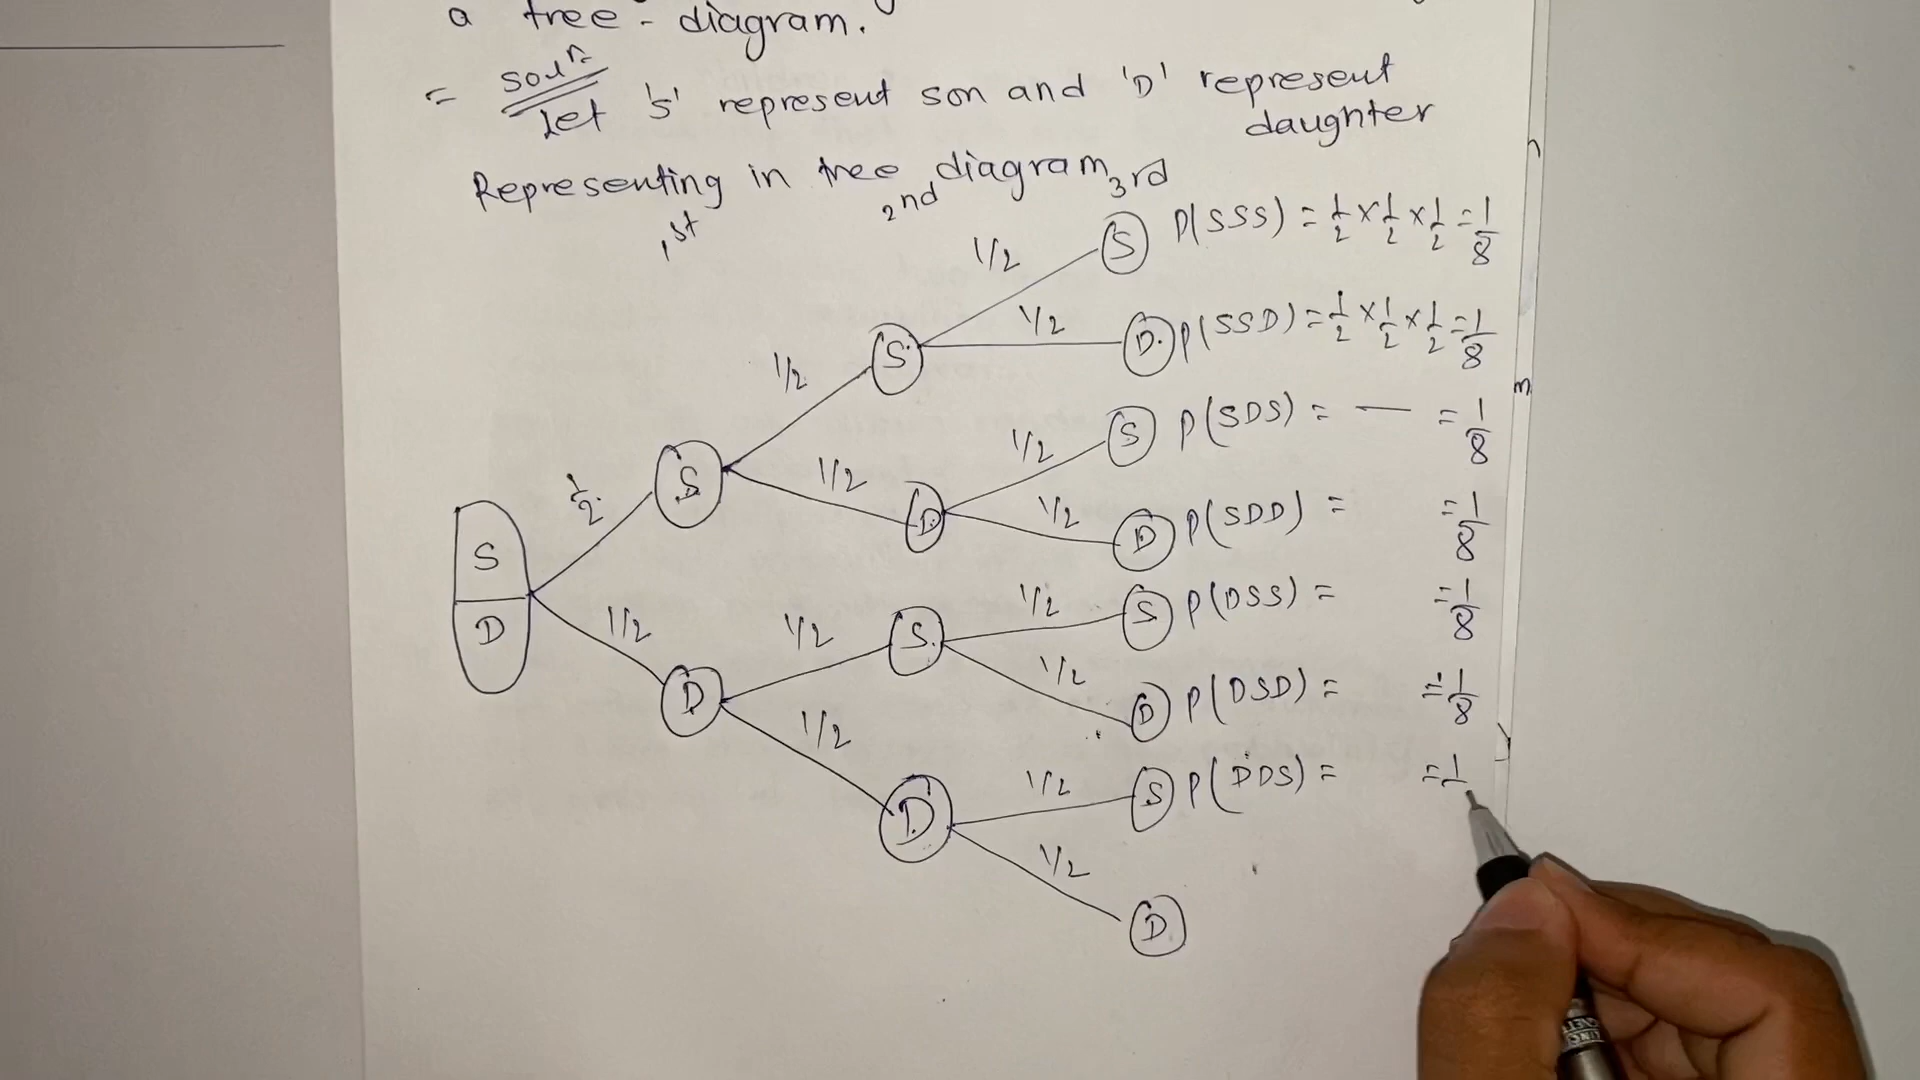 a tree - diagram.
= soln
Let 'S' represent son and 'D' represent
daughter
Representing in tree diagram
1st 2nd 3rd
1/2 S P(SSS) = 1/2 × 1/2 × 1/2 = 1/8
S 1/2 D P(SSD) = 1/2 × 1/2 × 1/2 = 1/8
1/2
S 1/2 1/2 S P(SDS) = — = 1/8
1/2 D 1/2 D P(SDD) = = 1/8
S
D
1/2 1/2 S 1/2 S P(DSS) = = 1/8
D 1/2 D P(DSD) = = 1/8
1/2 D 1/2 S P(DDS) = = 1
1/2 D